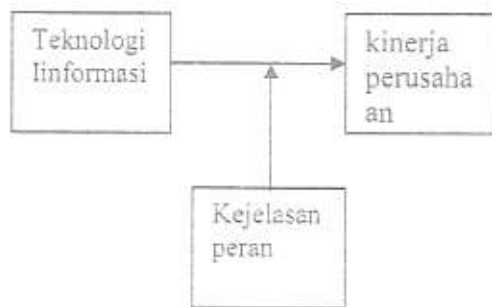 Teknologi
Iinformasi
kinerja
perusaha
an
Kejelasan
peran